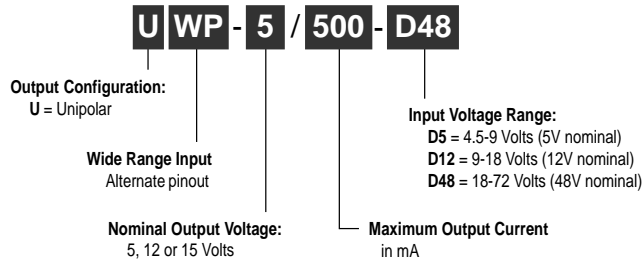 U WP - 5 / 500 - D48
Output Configuration:
U = Unipolar
Wide Range Input
Alternate pinout
Nominal Output Voltage:
5, 12 or 15 Volts
Maximum Output Current
in mA
Input Voltage Range:
D5 = 4.5-9 Volts (5V nominal)
D12 = 9-18 Volts (12V nominal)
D48 = 18-72 Volts (48V nominal)